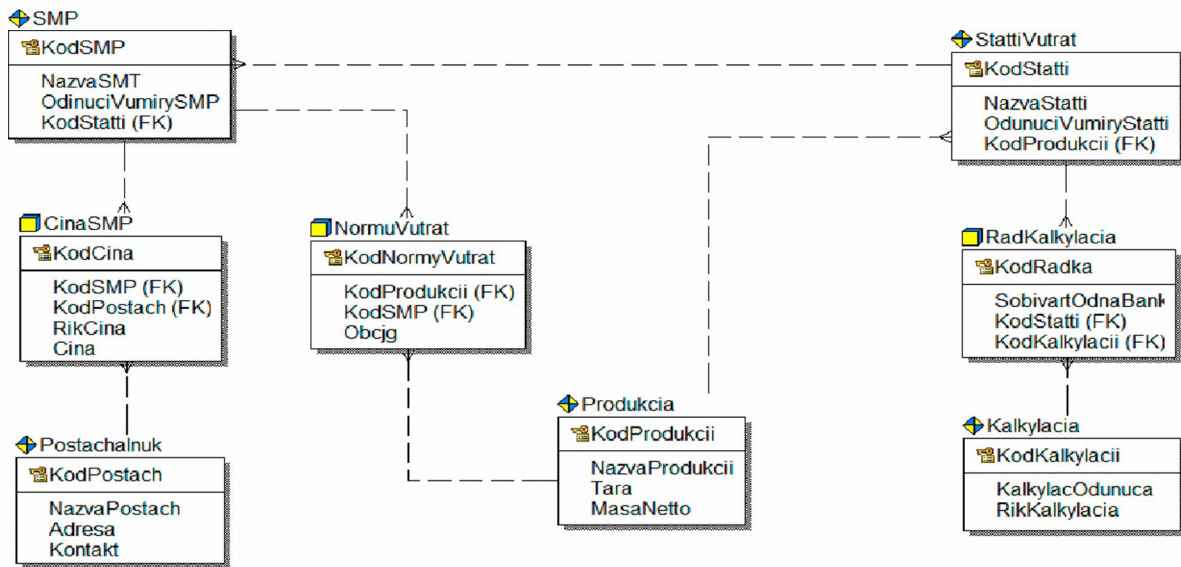 SMP
KodSMP
NazvaSMT
OdinuciVumirySMP
KodStatti (FK)
StattiVutrat
KodStatti
NazvaStatti
OdunuciVumiryStatti
KodProdukcii (FK)
CinaSMP
KodCina
KodSMP (FK)
KodPostach (FK)
RikCina
Cina
NormuVutrat
KodNormyVutrat
KodProdukcii (FK)
KodSMP (FK)
Obcjg
RadKalkylacia
KodRadka
SobivartOdnaBank
KodStatti (FK)
KodKalkylacii (FK)
Postachalnuk
KodPostach
NazvaPostach
Adresa
Kontakt
Produkcia
KodProdukcii
NazvaProdukcii
Tara
MasaNetto
Kalkylacia
KodKalkylacii
KalkylacOdunuca
RikKalkylacia